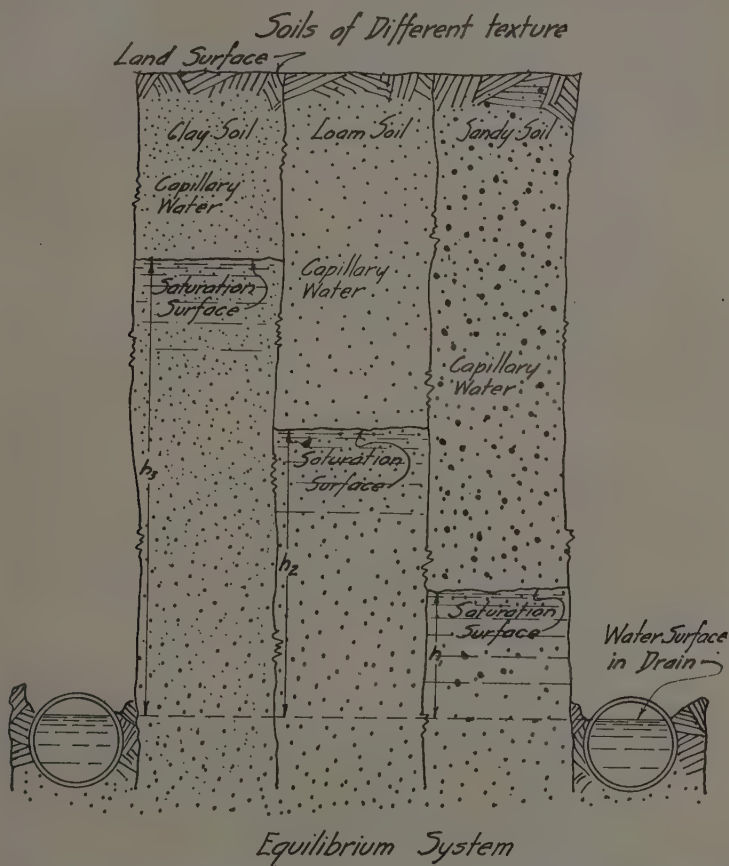 Soils of Different texture
Land Surface
Clay Soil
Loam Soil
Sandy Soil
Capillary
Water
Saturation
Surface
Capillary
Water
Capillary
Water
h3
Saturation
Surface
h2
Saturation
Surface
h1
Water Surface
in Drain
Equilibrium System